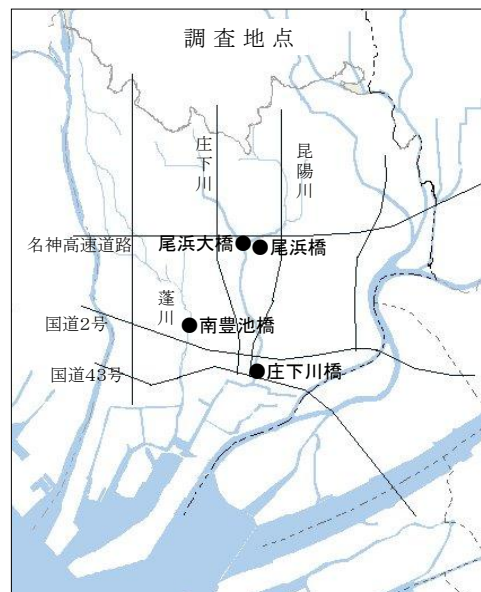 調査地点
庄下川
昆陽川
名神高速道路
尾浜大橋
尾浜橋
蓬川
国道2号
南豊池橋
国道43号
庄下川橋